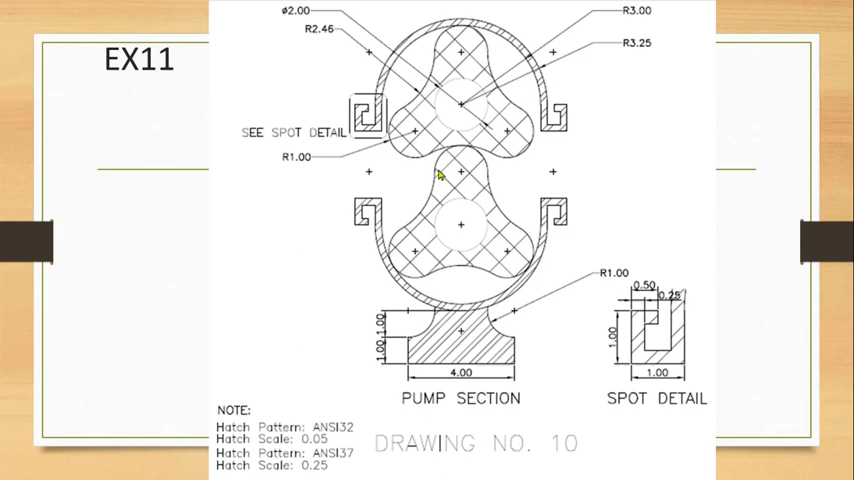 EX11
ø2.00
R2.46
R3.00
R3.25
SEE SPOT DETAIL
R1.00
R1.00
0.50
0.25
1.00
1.00
1.00
4.00
1.00
PUMP SECTION
SPOT DETAIL
NOTE:
Hatch Pattern: ANSI32
Hatch Scale: 0.05
Hatch Pattern: ANSI37
Hatch Scale: 0.25
DRAWING NO. 10